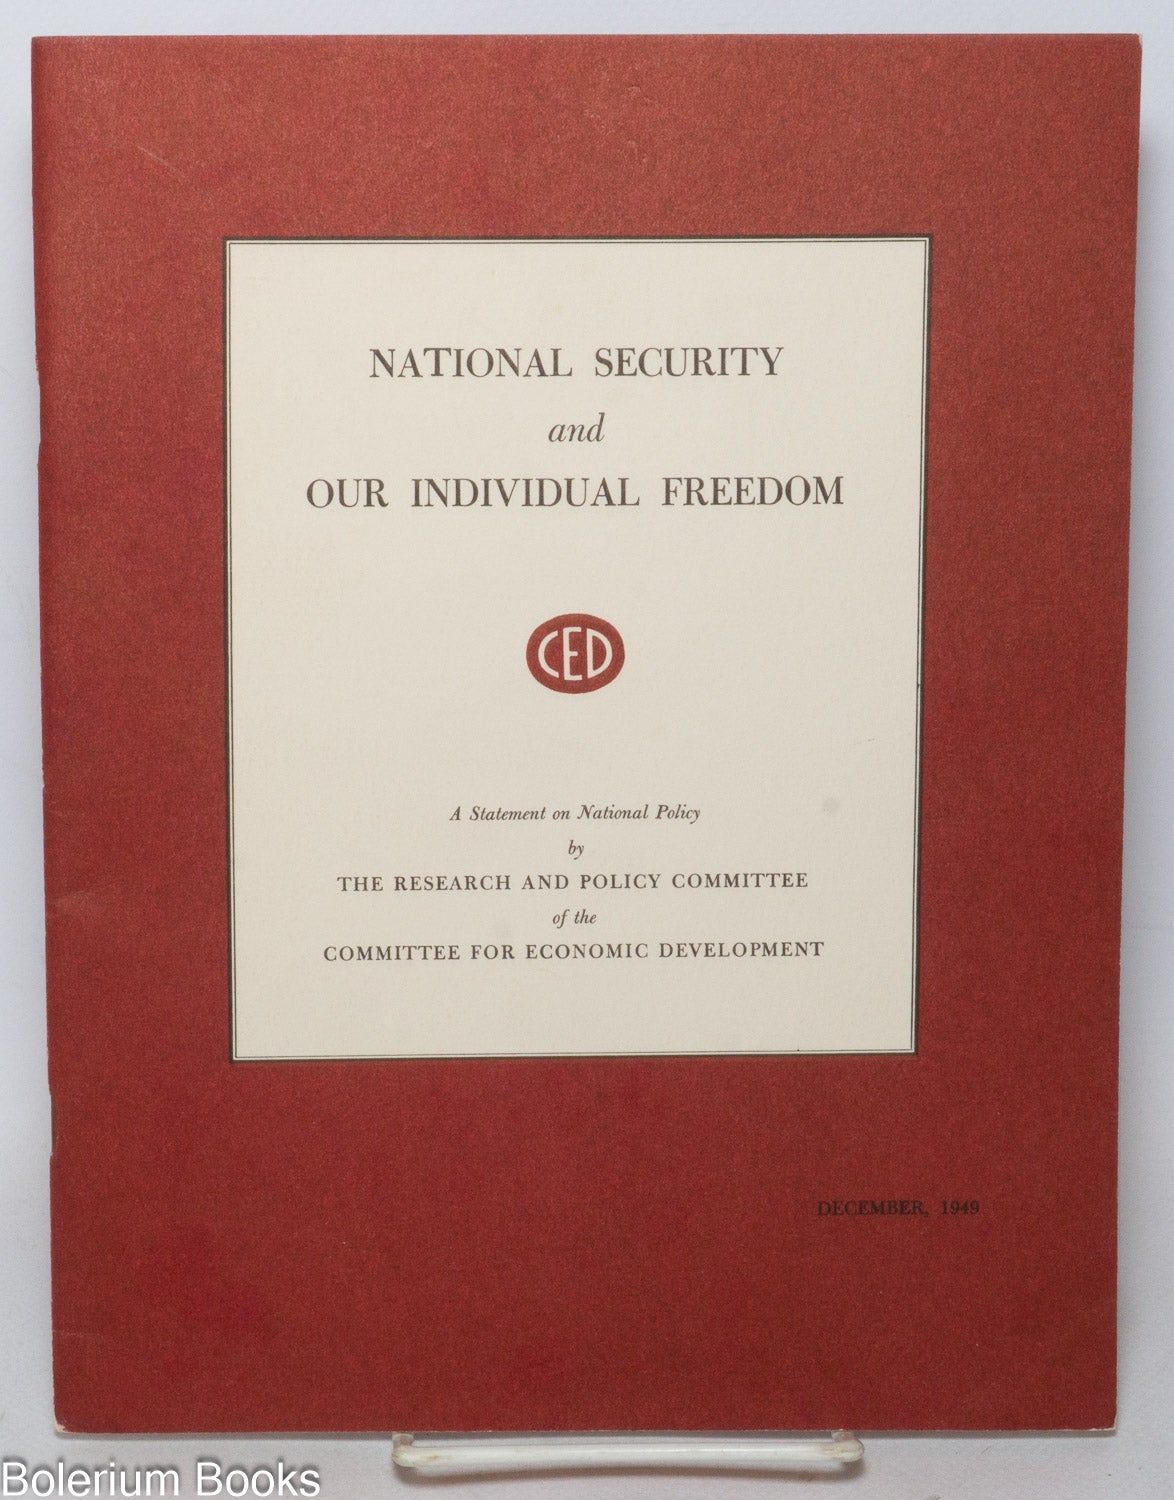 NATIONAL SECURITY
and
OUR INDIVIDUAL FREEDOM
CED
A Statement on National Policy
by
THE RESEARCH AND POLICY COMMITTEE
of the
COMMITTEE FOR ECONOMIC DEVELOPMENT
DECEMBER, 1949
Bolerium Books